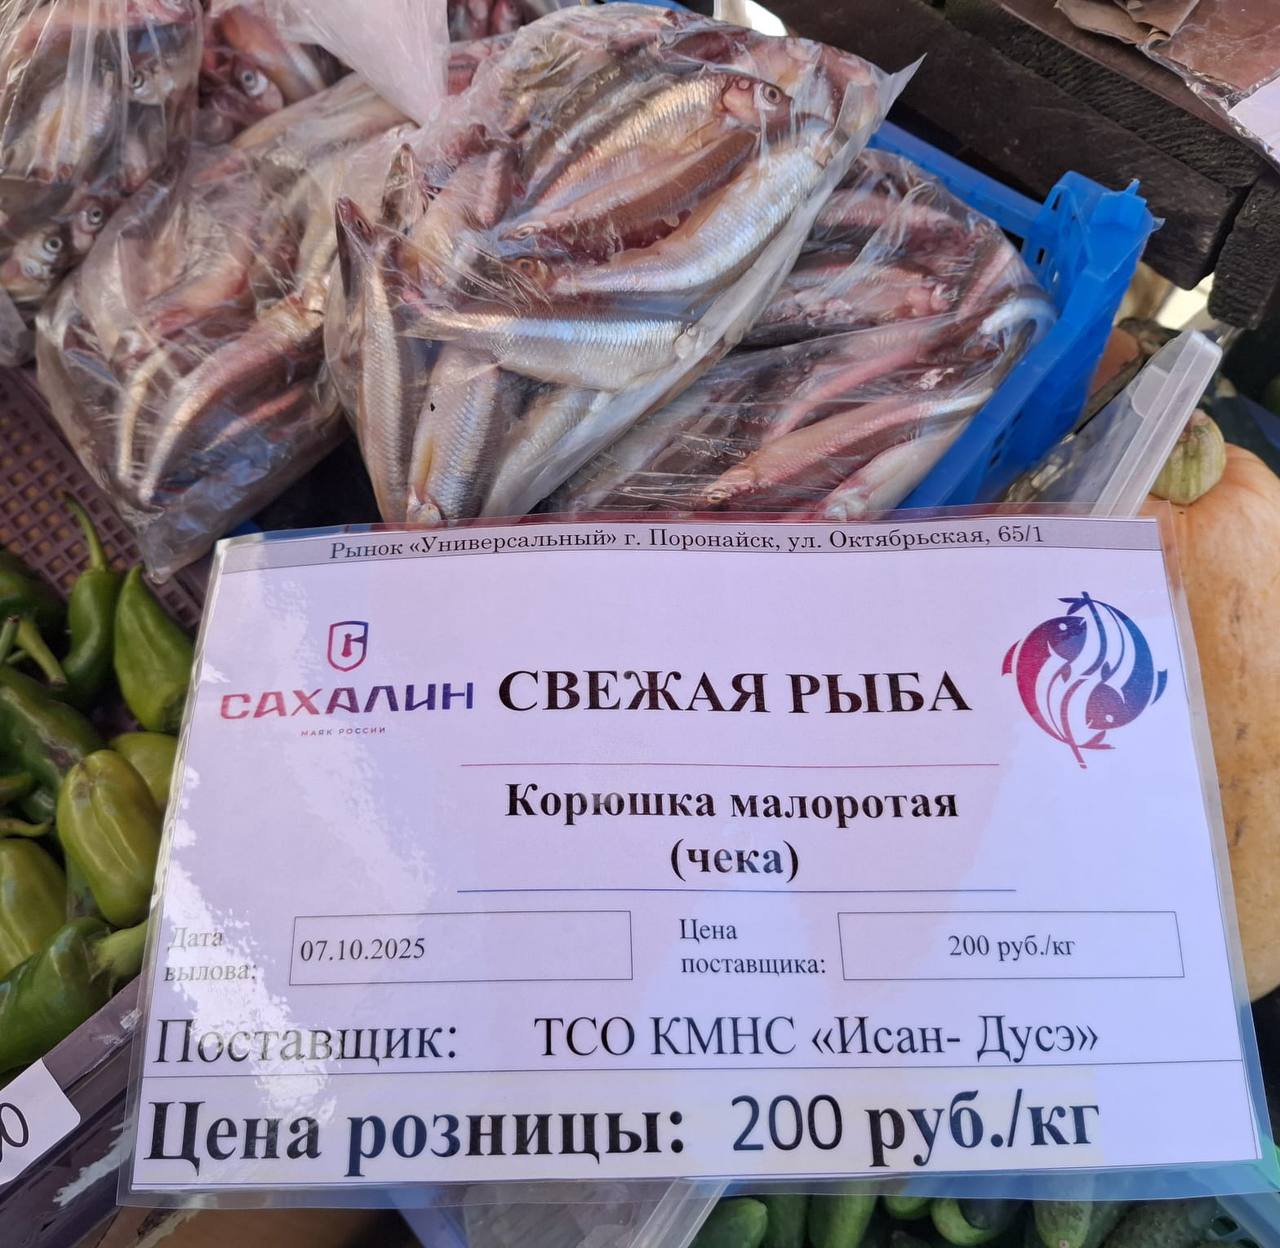 Рынок «Универсальный» г. Поронайск, ул. Октябрьская, 65/1
САХАЛИН
МАЯК РОССИИ
СВЕЖАЯ РЫБА
Корюшка малоротая
(чека)
Дата
вылова:
07.10.2025
Цена
поставщика:
200 руб./кг
Поставщик: ТСО КМНС «Исан- Дусэ»
Цена розницы: 200 руб./кг